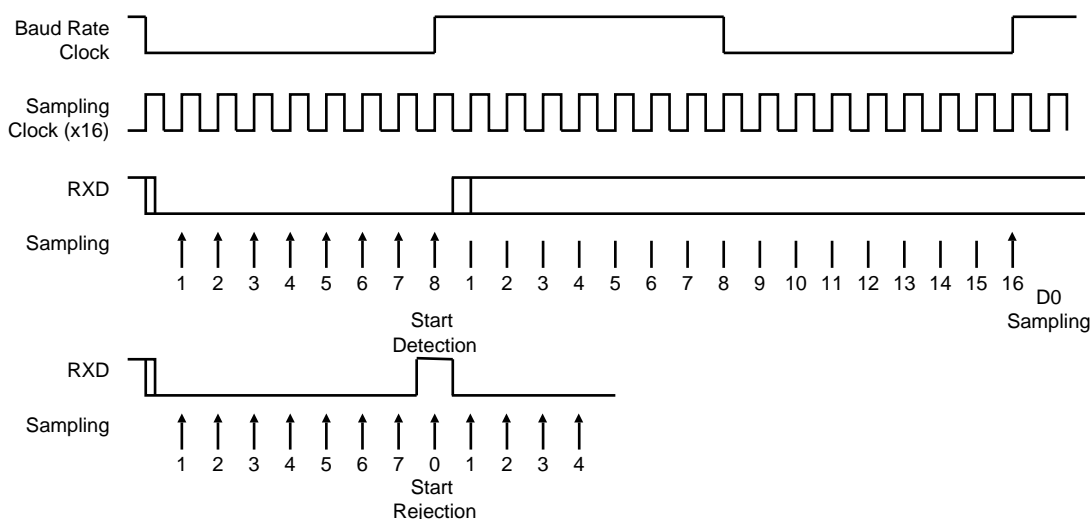 Baud Rate
Clock
Sampling
Clock (x16)
RXD
Sampling
1 2 3 4 5 6 7 8 1 2 3 4 5 6 7 8 9 10 11 12 13 14 15 16
D0
Sampling
Start
Detection
RXD
Sampling
1 2 3 4 5 6 7 0 1 2 3 4
Start
Rejection